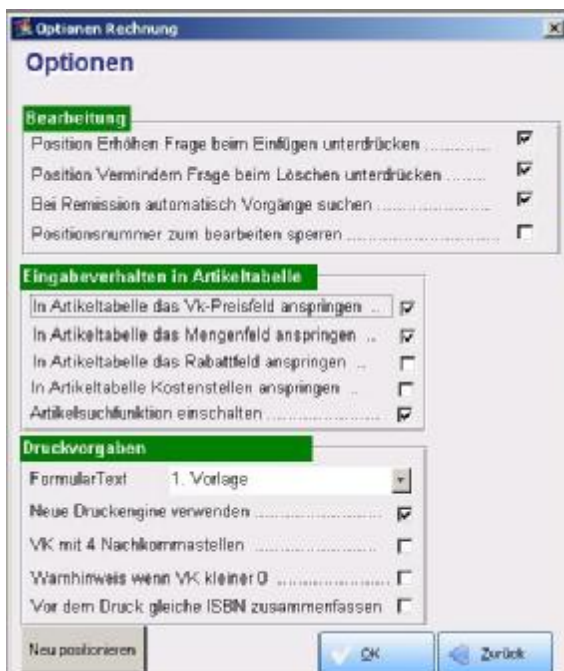 Optionen Rechnung
Optionen
Bearbeitung
Position Erhöhen Frage beim Einfügen unterdrücken ..............
Position Vermindern Frage beim Löschen unterdrücken ..........
Bei Remission automatisch Vorgänge suchen ........................
Positionsnummer zum bearbeiten sperren .............................
Eingabeverhalten in Artikeltabelle
In Artikeltabelle das Vk-Preisfeld anspringen ...
In Artikeltabelle das Mengenfeld anspringen ...
In Artikeltabelle das Rabattfeld anspringen ...
In Artikeltabelle Kostenstellen anspringen ...
Artikelsuchfunktion einschalten .......................
Druckvorgaben
FormularText 1. Vorlage
Neue Druckengine verwenden .........................
VK mit 4 Nachkommastellen .........................
Warnhinweis wenn VK kleiner 0 .....................
Vor dem Druck gleiche ISBN zusammenfassen
Neu positionieren OK Zurück